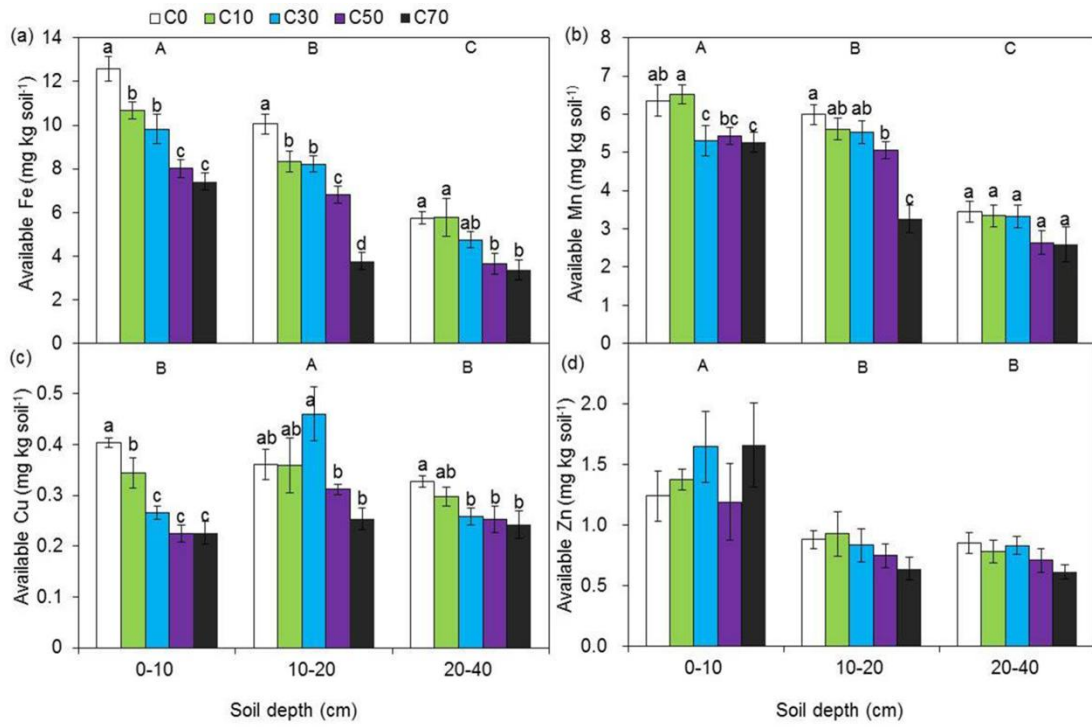 C0 C10 C30 C50 C70
(a) A B C
14
12
10
8
6
4
2
0
Available Fe (mg kg soil⁻¹)
a b b c c
a b b c d
a a ab b b
(b) A B C
8
7
6
5
4
3
2
1
0
Available Mn (mg kg soil⁻¹)
ab a c bc c
a ab ab b c
a a a a a
(c) B A B
0.5
0.4
0.3
0.2
0.1
0
Available Cu (mg kg soil⁻¹)
a b c c c
ab ab a b b
a ab b b b
0-10 10-20 20-40
Soil depth (cm)
(d) A B B
2.0
1.5
1.0
0.5
0.0
Available Zn (mg kg soil⁻¹)
0-10 10-20 20-40
Soil depth (cm)